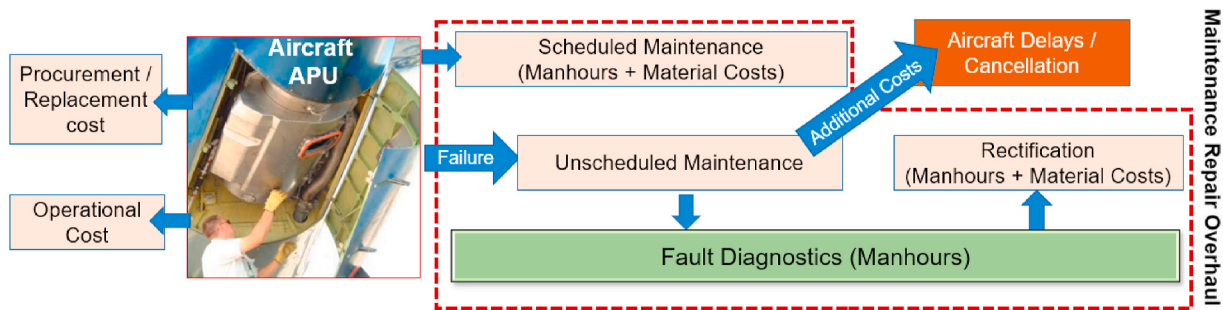 Procurement /
Replacement
cost
Operational
Cost
Aircraft
APU
Scheduled Maintenance
(Manhours + Material Costs)
Failure
Unscheduled Maintenance
Additional Costs
Aircraft Delays /
Cancellation
Rectification
(Manhours + Material Costs)
Fault Diagnostics (Manhours)
Maintenance Repair Overhaul